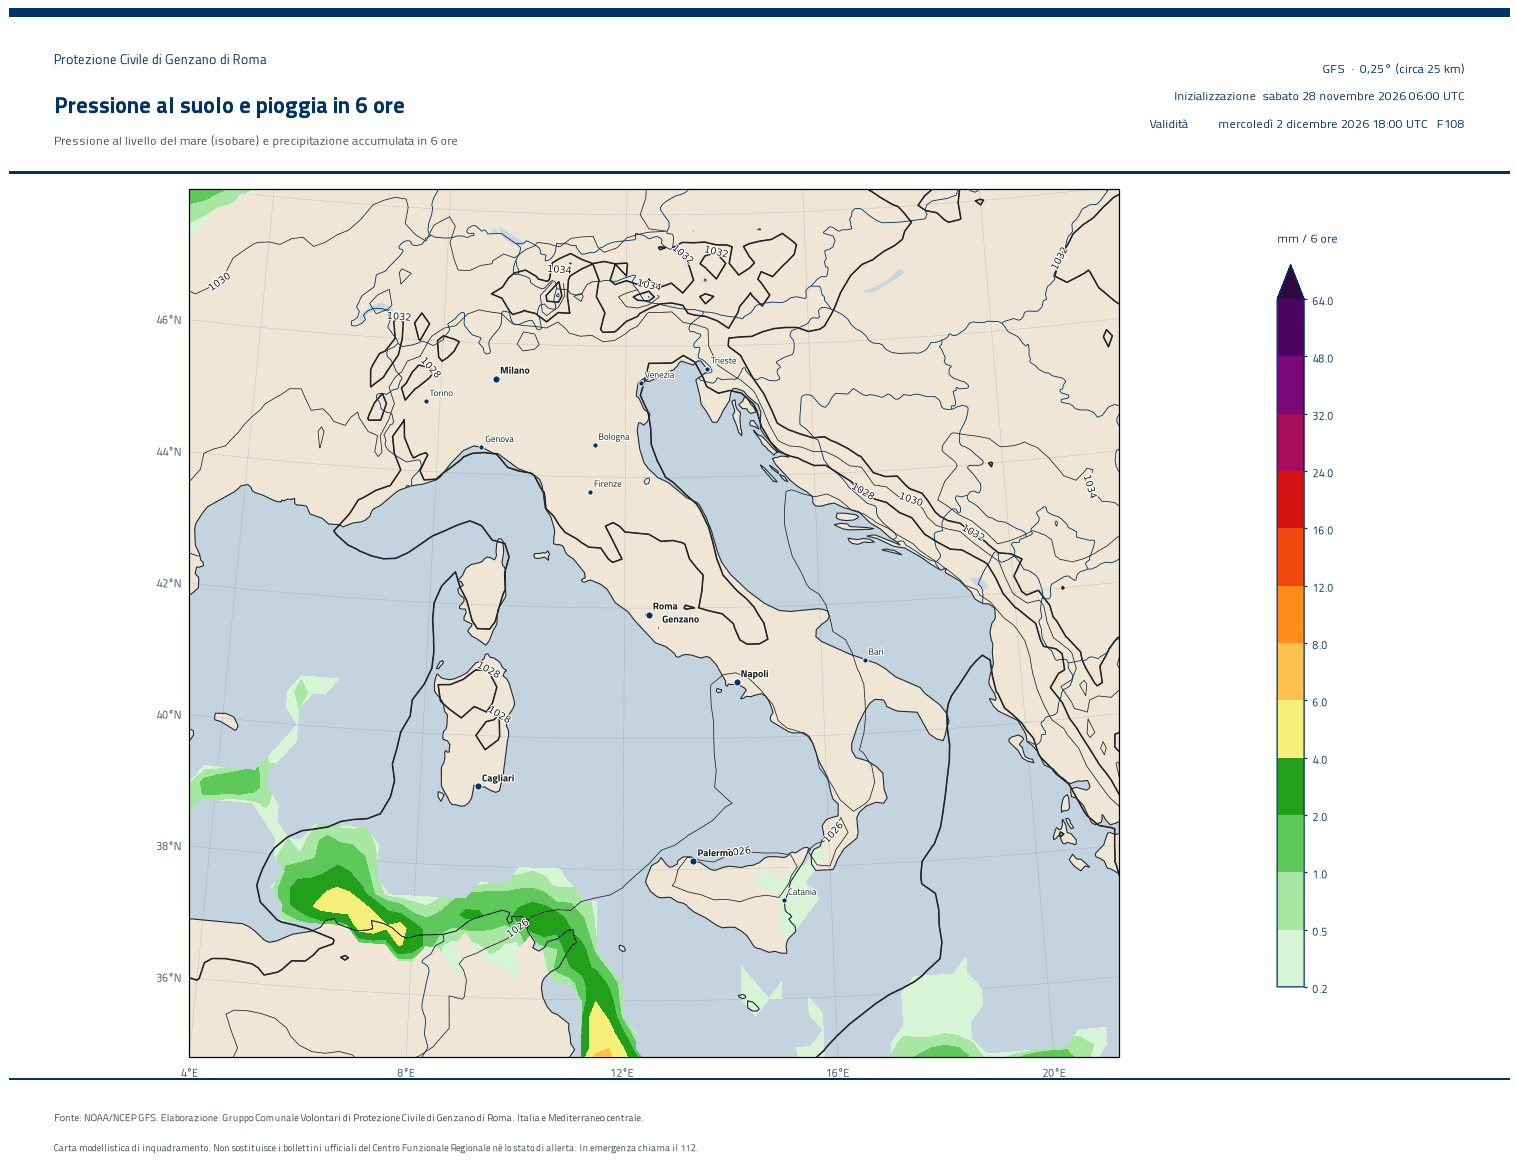 Protezione Civile di Genzano di Roma
Pressione al suolo e pioggia in 6 ore
Pressione al livello del mare (isobare) e precipitazione accumulata in 6 ore
GFS · 0,25° (circa 25 km)
Inizializzazione sabato 28 novembre 2026 06:00 UTC
Validità mercoledì 2 dicembre 2026 18:00 UTC F108
mm / 6 ore
64.0
48.0
32.0
24.0
16.0
12.0
8.0
6.0
4.0
2.0
1.0
0.5
0.2
46°N
44°N
42°N
40°N
38°N
36°N
4°E
8°E
12°E
16°E
20°E
1030
1034
1032
1032
1034
1032
1032
1028
Milano
Torino
Venezia
Trieste
Genova
Bologna
Firenze
1028
1030
1032
1034
Roma
Genzano
Bari
Napoli
1028
1028
Cagliari
Palermo
1026
1026
Catania
1026
Fonte: NOAA/NCEP GFS. Elaborazione: Gruppo Comunale Volontari di Protezione Civile di Genzano di Roma. Italia e Mediterraneo centrale.
Carta modellistica di inquadramento. Non sostituisce i bollettini ufficiali del Centro Funzionale Regionale né lo stato di allerta. In emergenza chiama il 112.